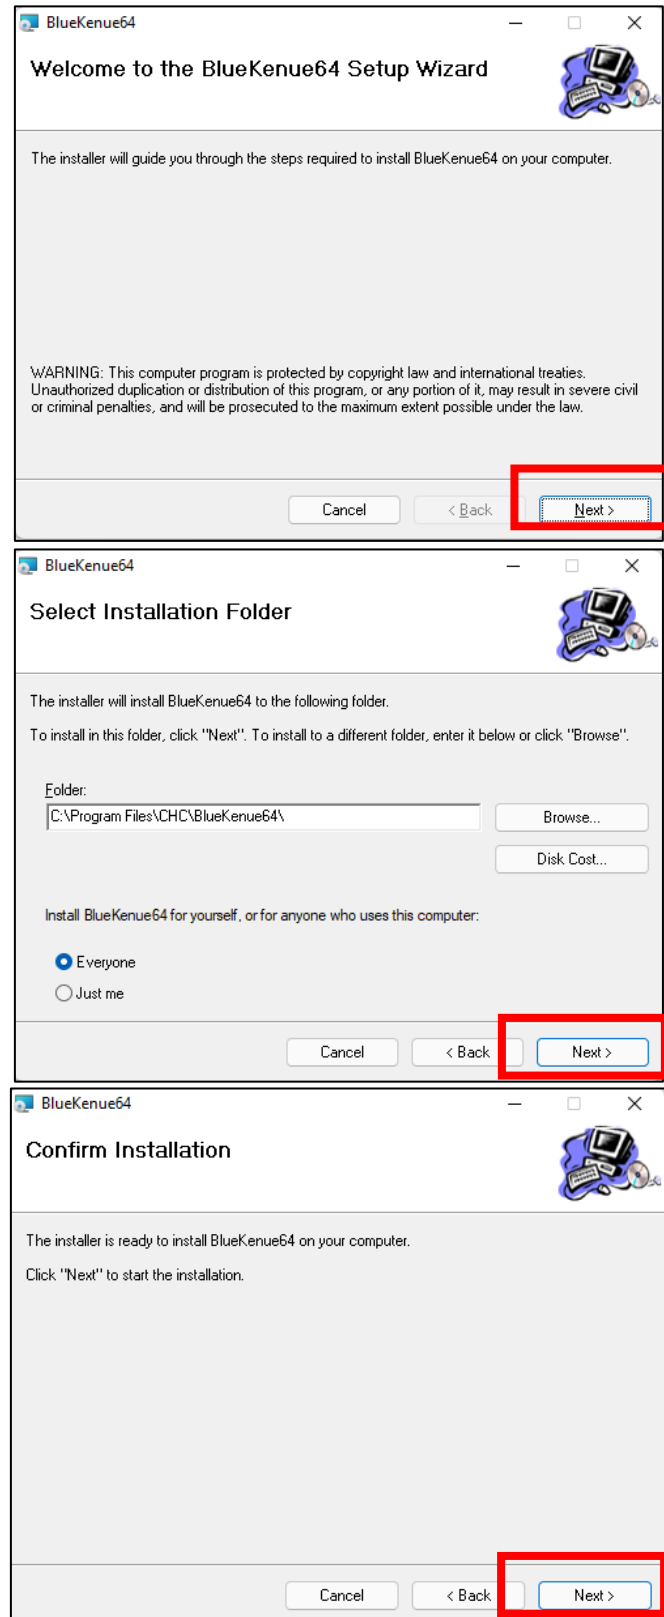 BlueKenue64
Welcome to the BlueKenue64 Setup Wizard
The installer will guide you through the steps required to install BlueKenue64 on your computer.
WARNING: This computer program is protected by copyright law and international treaties.
Unauthorized duplication or distribution of this program, or any portion of it, may result in severe civil
or criminal penalties, and will be prosecuted to the maximum extent possible under the law.
Cancel
< Back
Next >
BlueKenue64
Select Installation Folder
The installer will install BlueKenue64 to the following folder.
To install in this folder, click "Next". To install to a different folder, enter it below or click "Browse".
Folder:
C:\Program Files\CHC\BlueKenue64\
Browse...
Disk Cost...
Install BlueKenue64 for yourself, or for anyone who uses this computer:
Everyone
Just me
Cancel
< Back
Next >
BlueKenue64
Confirm Installation
The installer is ready to install BlueKenue64 on your computer.
Click "Next" to start the installation.
Cancel
< Back
Next >